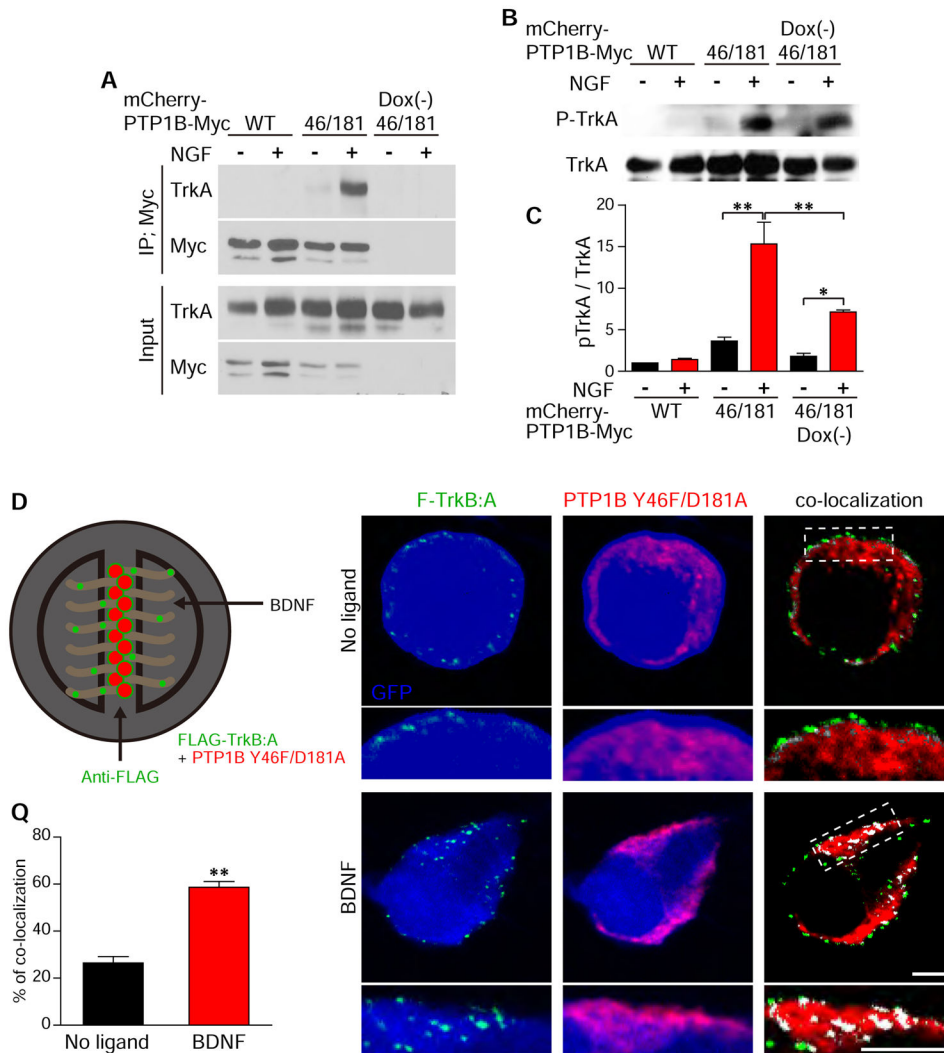 A
mCherry-
PTP1B-Myc WT 46/181 Dox(-) 46/181
NGF - + - + - +
IP; Myc
TrkA
Myc
Input
TrkA
Myc
B
mCherry-
PTP1B-Myc WT 46/181 Dox(-) 46/181
NGF - + - + - +
P-TrkA
TrkA
C
pTrkA / TrkA
20
15
10
5
0
** **
*
- + - + - +
NGF
mCherry-
PTP1B-Myc WT 46/181 46/181
Dox(-)
D
BDNF
FLAG-TrkB:A
+ PTP1B Y46F/D181A
Anti-FLAG
F-TrkB:A PTP1B Y46F/D181A co-localization
No ligand
GFP
BDNF
Q
% of co-localization
80
60
40
20
0
**
No ligand BDNF